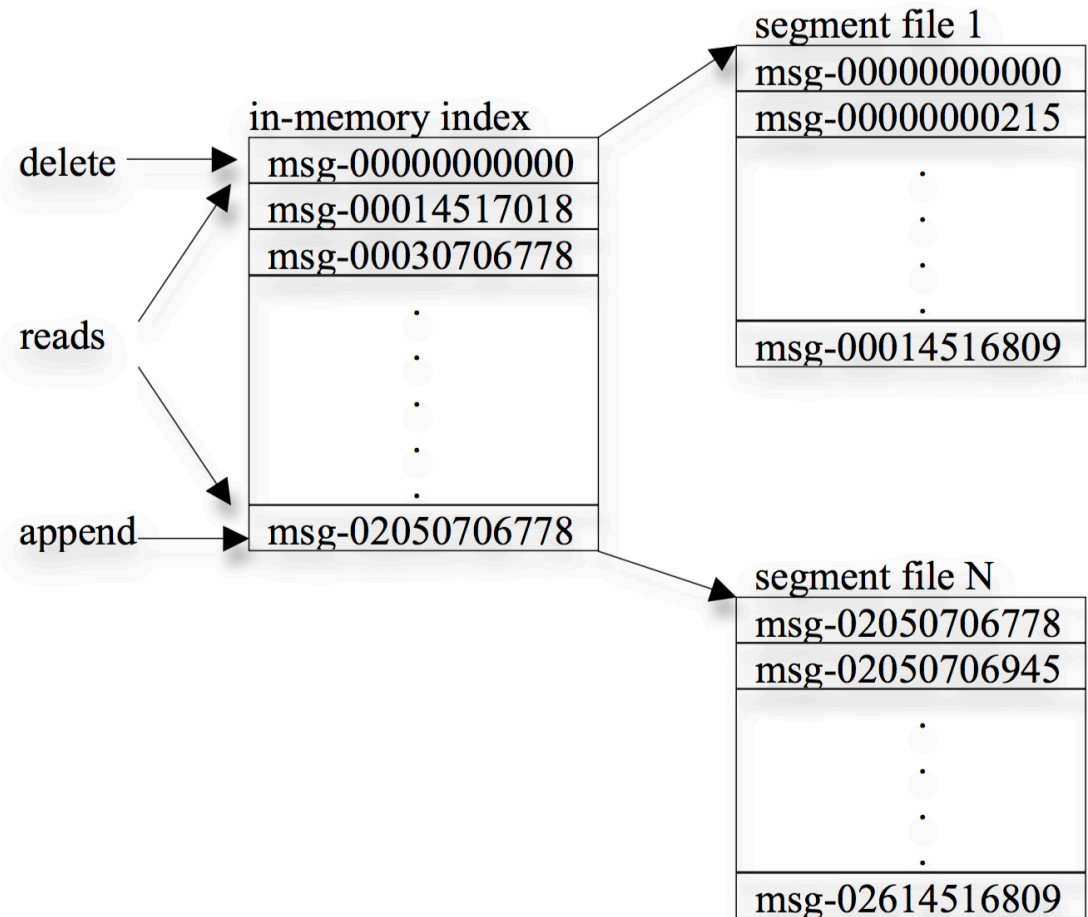 delete
reads
append
in-memory index
msg-00000000000
msg-00014517018
msg-00030706778
.
.
.
.
.
msg-02050706778
segment file 1
msg-00000000000
msg-00000000215
.
.
.
.
msg-00014516809
segment file N
msg-02050706778
msg-02050706945
.
.
.
.
msg-02614516809